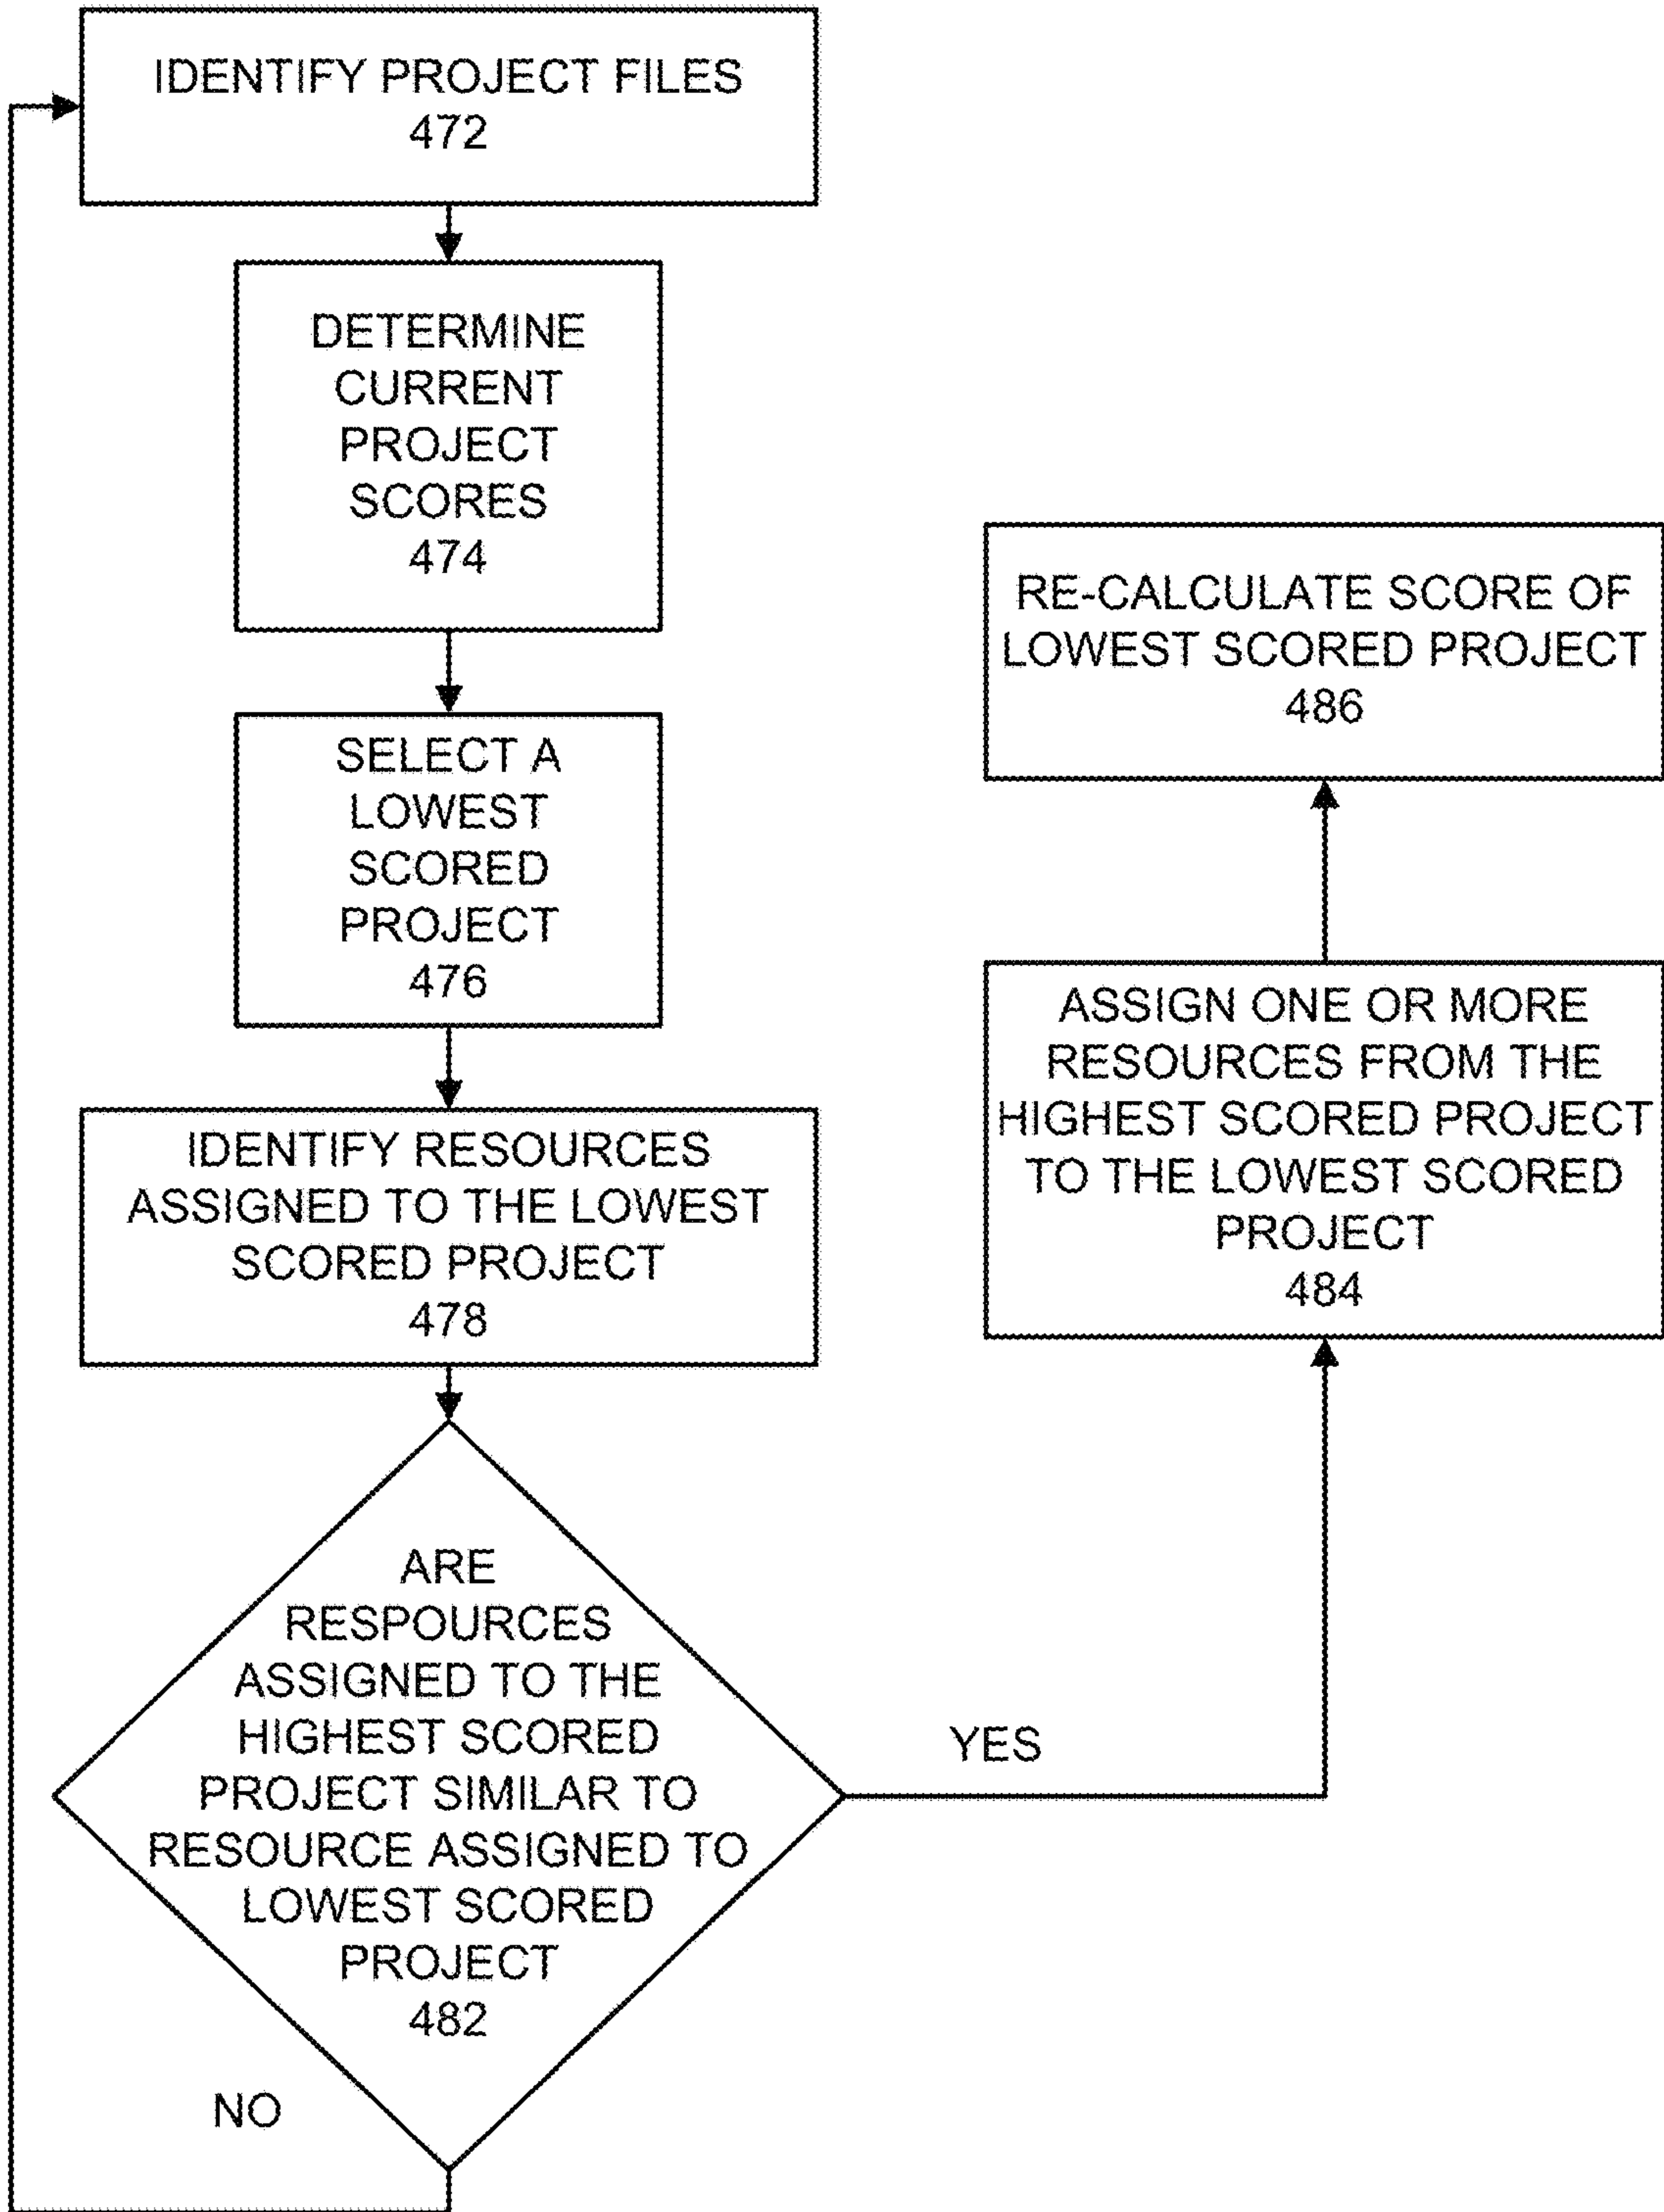 IDENTIFY PROJECT FILES
472
DETERMINE
CURRENT
PROJECT
SCORES
474
SELECT A
LOWEST
SCORED
PROJECT
476
IDENTIFY RESOURCES
ASSIGNED TO THE LOWEST
SCORED PROJECT
478
ARE
RESPOURCES
ASSIGNED TO THE
HIGHEST SCORED
PROJECT SIMILAR TO
RESOURCE ASSIGNED TO
LOWEST SCORED
PROJECT
482
NO
YES
ASSIGN ONE OR MORE
RESOURCES FROM THE
HIGHEST SCORED PROJECT
TO THE LOWEST SCORED
PROJECT
484
RE-CALCULATE SCORE OF
LOWEST SCORED PROJECT
486